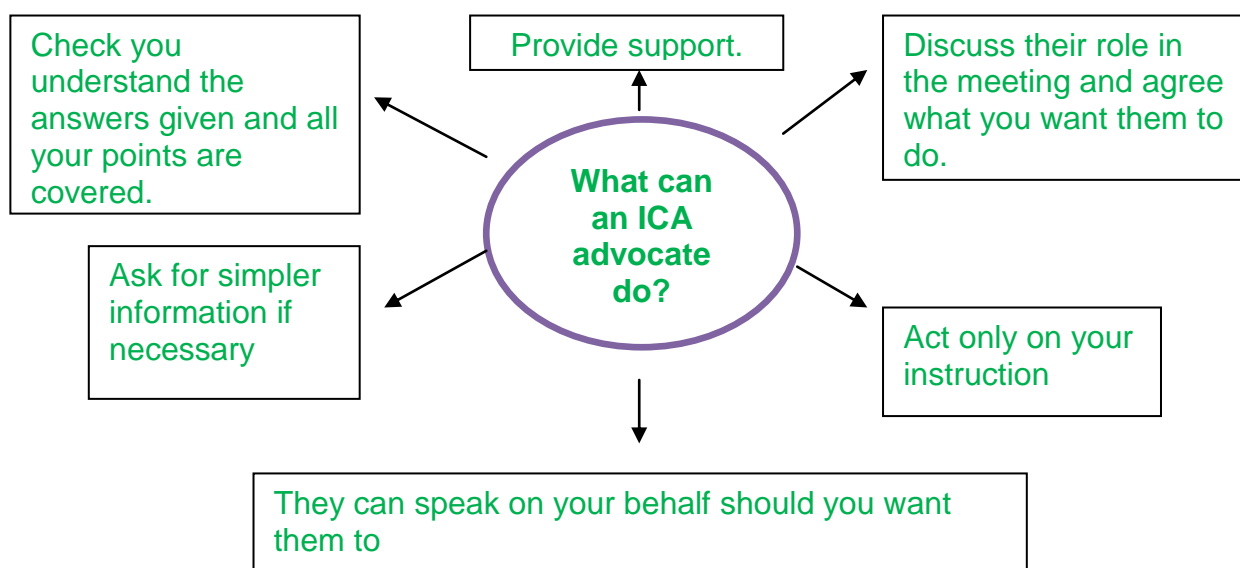 Check you
understand the
answers given and all
your points are
covered.
Provide support.
Discuss their role in
the meeting and agree
what you want them to
do.
What can
an ICA
advocate
do?
Ask for simpler
information if
necessary
Act only on your
instruction
They can speak on your behalf should you want
them to